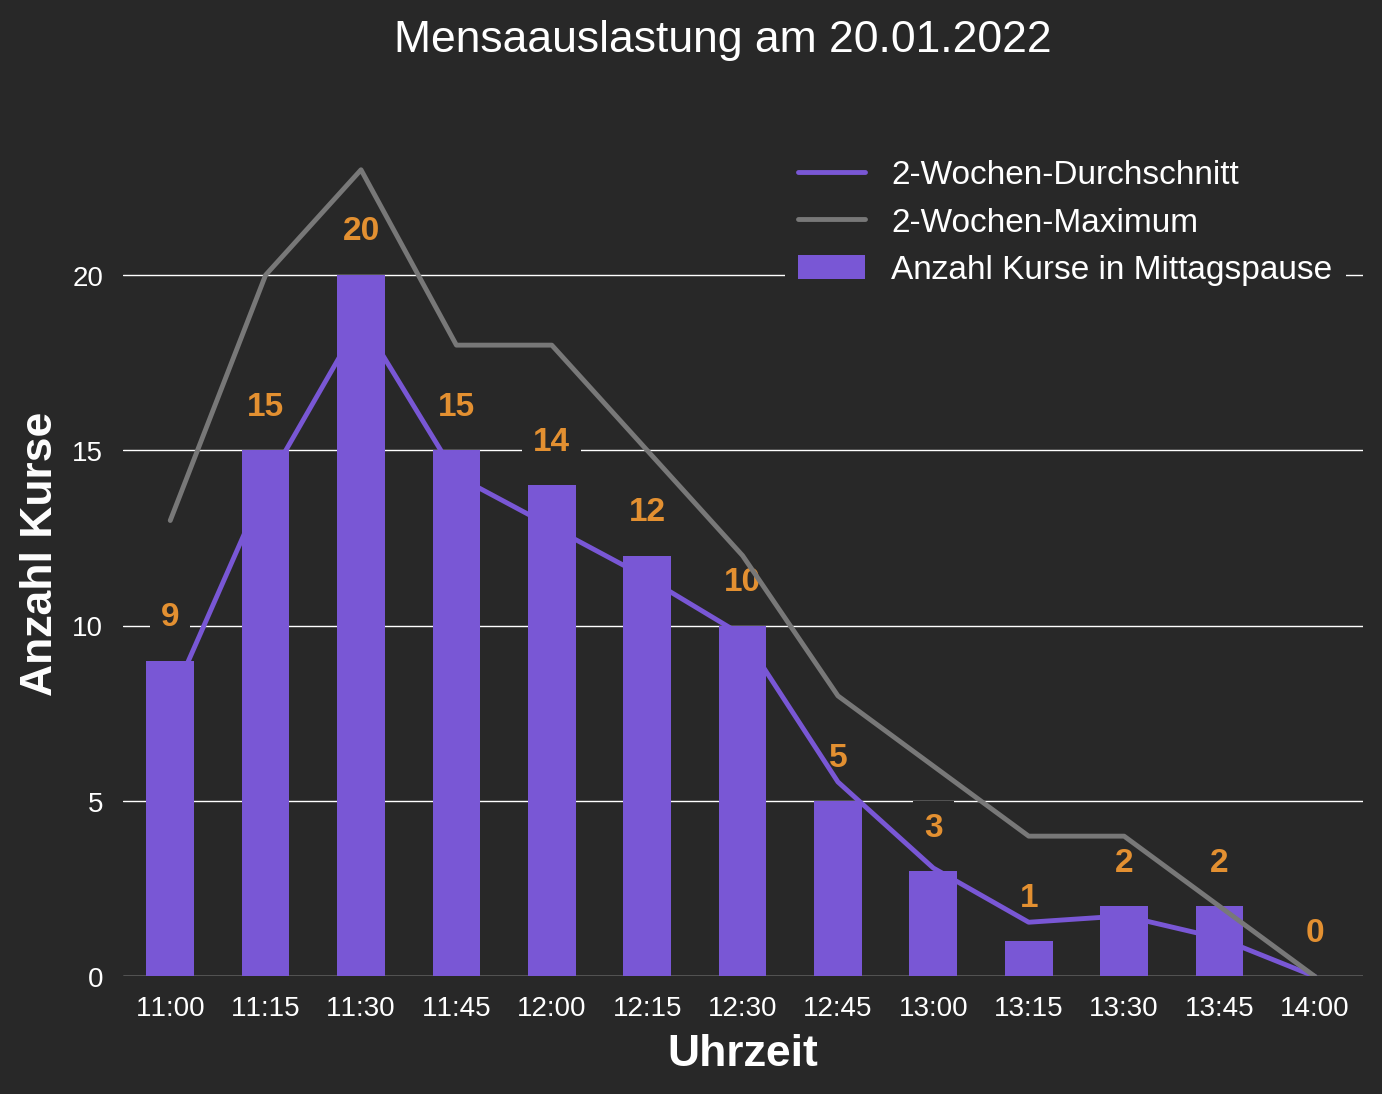 Mensaauslastung am 20.01.2022
2-Wochen-Durchschnitt
2-Wochen-Maximum
Anzahl Kurse in Mittagspause
Anzahl Kurse
20
15
10
5
0
9
15
20
15
14
12
10
5
3
1
2
2
0
11:00 11:15 11:30 11:45 12:00 12:15 12:30 12:45 13:00 13:15 13:30 13:45 14:00
Uhrzeit